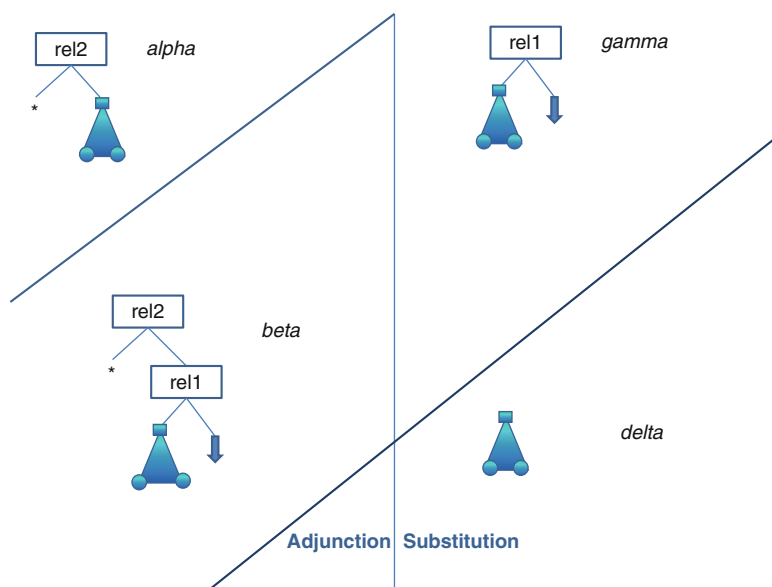 rel2 alpha
*
rel1 gamma
rel2
beta
*
rel1
delta
Adjunction Substitution